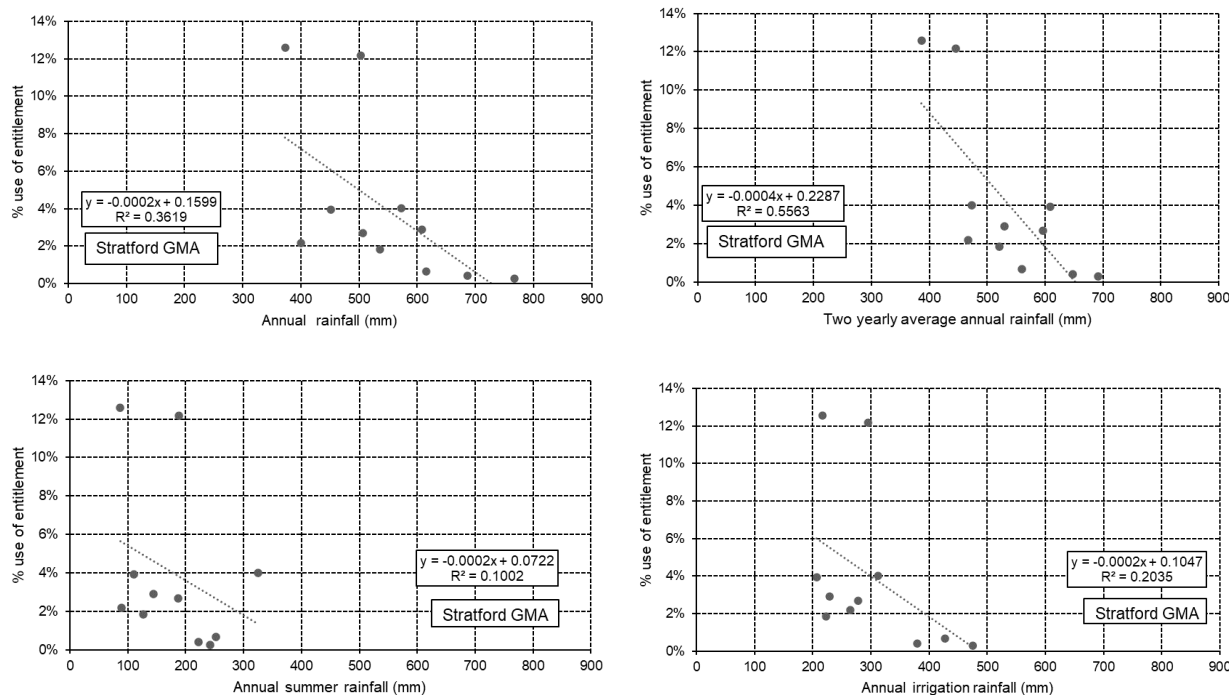 14%
12%
10%
8%
6%
4%
2%
0%
% use of entitlement
y = -0.0002x + 0.1599
R² = 0.3619
Stratford GMA
0 100 200 300 400 500 600 700 800 900
Annual rainfall (mm)
14%
12%
10%
8%
6%
4%
2%
0%
% use of entitlement
y = -0.0004x + 0.2287
R² = 0.5563
Stratford GMA
0 100 200 300 400 500 600 700 800 900
Two yearly average annual rainfall (mm)
14%
12%
10%
8%
6%
4%
2%
0%
% use of entitlement
y = -0.0002x + 0.0722
R² = 0.1002
Stratford GMA
0 100 200 300 400 500 600 700 800 900
Annual summer rainfall (mm)
14%
12%
10%
8%
6%
4%
2%
0%
% use of entitlement
y = -0.0002x + 0.1047
R² = 0.2035
Stratford GMA
0 100 200 300 400 500 600 700 800 900
Annual irrigation rainfall (mm)